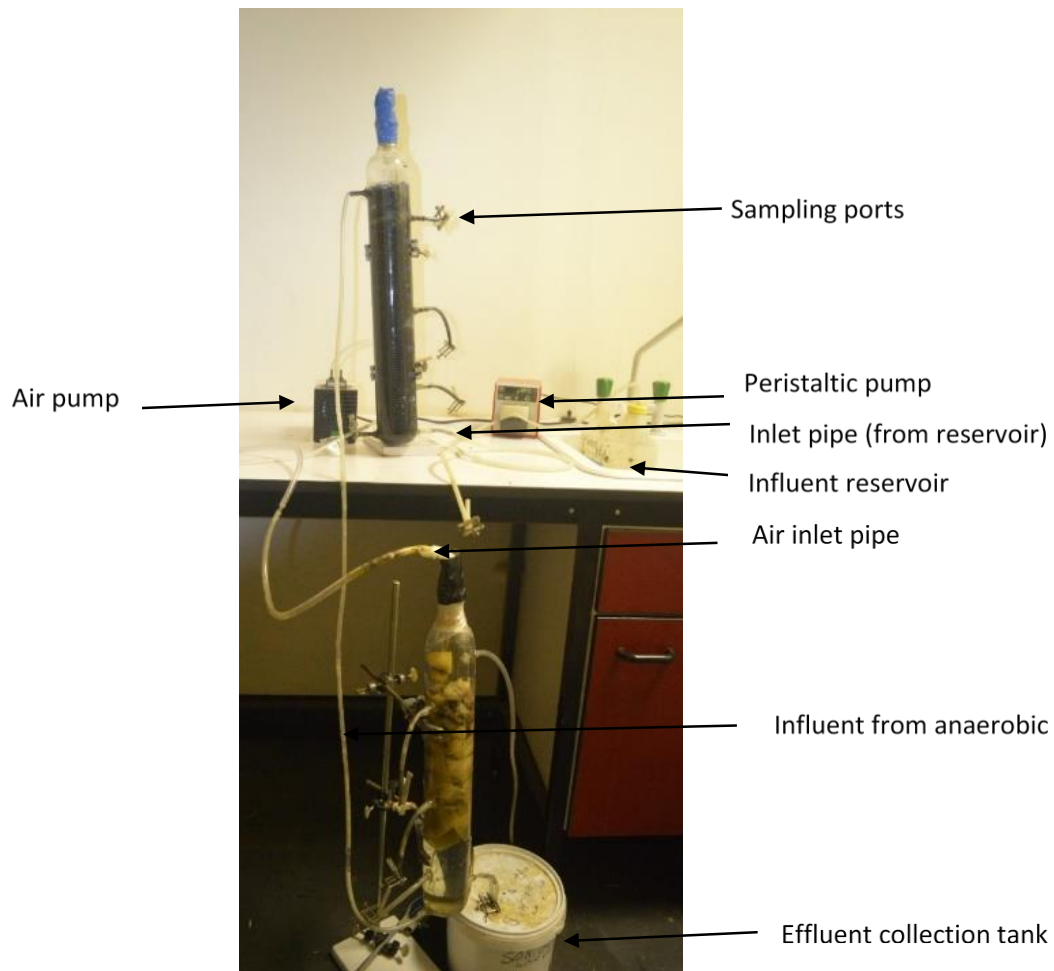 Sampling ports
Peristaltic pump
Air pump
Inlet pipe (from reservoir)
Influent reservoir
Air inlet pipe
Influent from anaerobic
Effluent collection tank